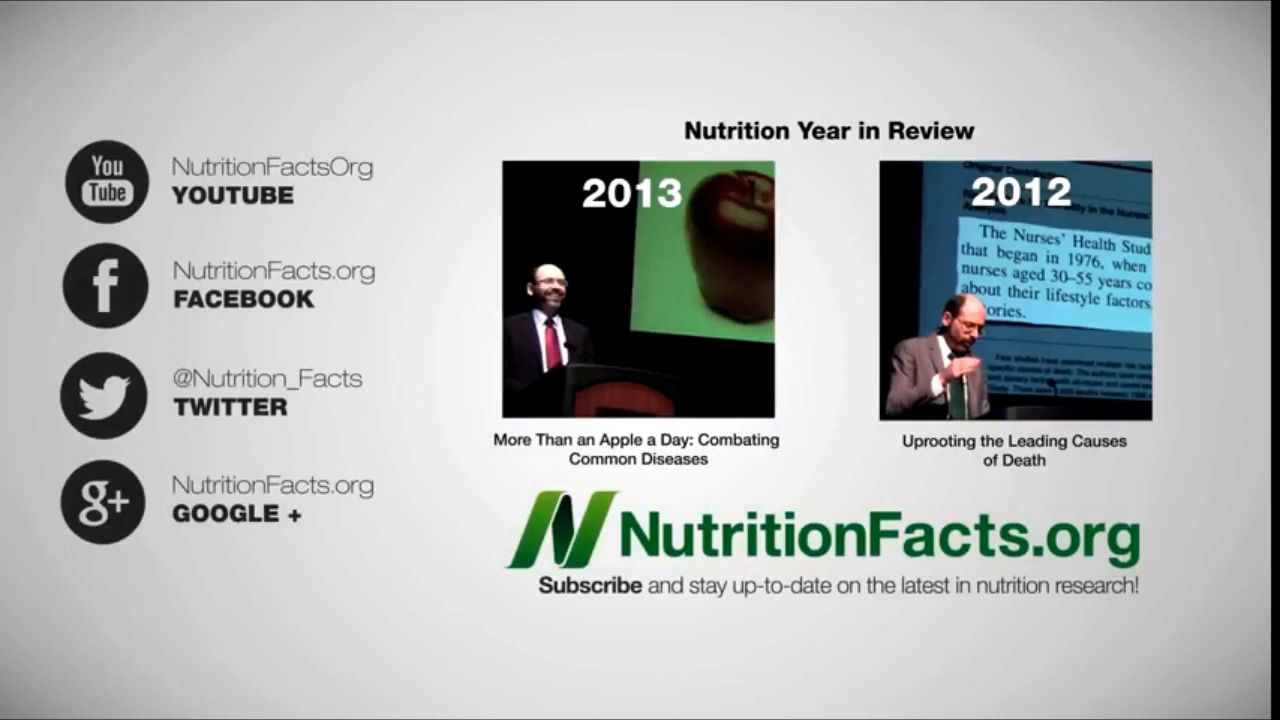 You
Tube
NutritionFactsOrg
YOUTUBE
f
NutritionFacts.org
FACEBOOK
@Nutrition_Facts
TWITTER
g+
NutritionFacts.org
GOOGLE +
Nutrition Year in Review
2013
More Than an Apple a Day: Combating
Common Diseases
2012
The Nurses' Health Stud
that began in 1976, when
nurses aged 30–55 years co
about their lifestyle factors,
ories.
Uprooting the Leading Causes
of Death
NutritionFacts.org
Subscribe and stay up-to-date on the latest in nutrition research!